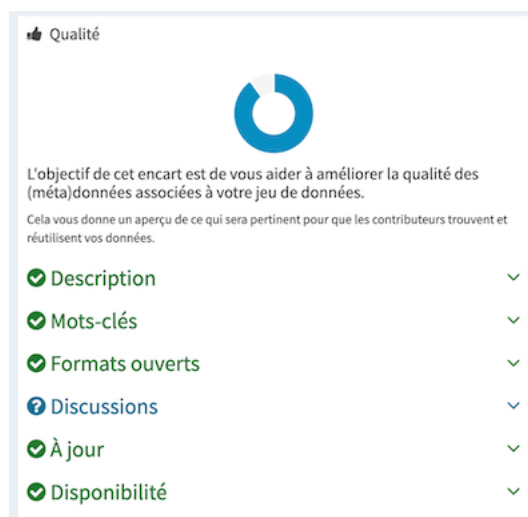 Qualité
L'objectif de cet encart est de vous aider à améliorer la qualité des
(méta)données associées à votre jeu de données.
Cela vous donne un aperçu de ce qui sera pertinent pour que les contributeurs trouvent et
réutilisent vos données.
Description
Mots-clés
Formats ouverts
Discussions
À jour
Disponibilité